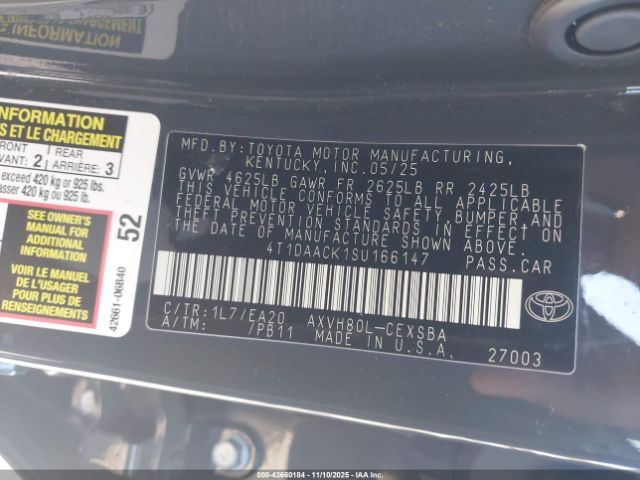 INFORMATION
S ET LE CHARGEMENT
FRONT
AVANT: 2
REAR
ARRIÈRE: 3
exceed 420 kg or 925 lbs.
asser 420 kg ou 925 lb.
SEE OWNER'S
MANUAL FOR
ADDITIONAL
INFORMATION
VOIR LE MANUEL
DE L'USAGER
POUR PLUS DE
RENSEIGNEMENTS
52
42661-06B40
MFD.BY:TOYOTA MOTOR MANUFACTURING,
KENTUCKY, INC.05/25
GVWR 4625LB GAWR FR 2625LB RR 2425LB
THIS VEHICLE CONFORMS TO ALL APPLICABLE
FEDERAL MOTOR VEHICLE SAFETY, BUMPER AND
THEFT PREVENTION STANDARDS IN EFFECT ON
THE DATE OF MANUFACTURE SHOWN ABOVE.
4T1DAACK1SU166147 PASS.CAR
C/TR:1L7/EA20 AXVH80L-CEXSBA
A/TM: /PB11 MADE IN U.S.A.
27003
TOYOTA
000-43660184 — 11/10/2025 - IAAI.COM